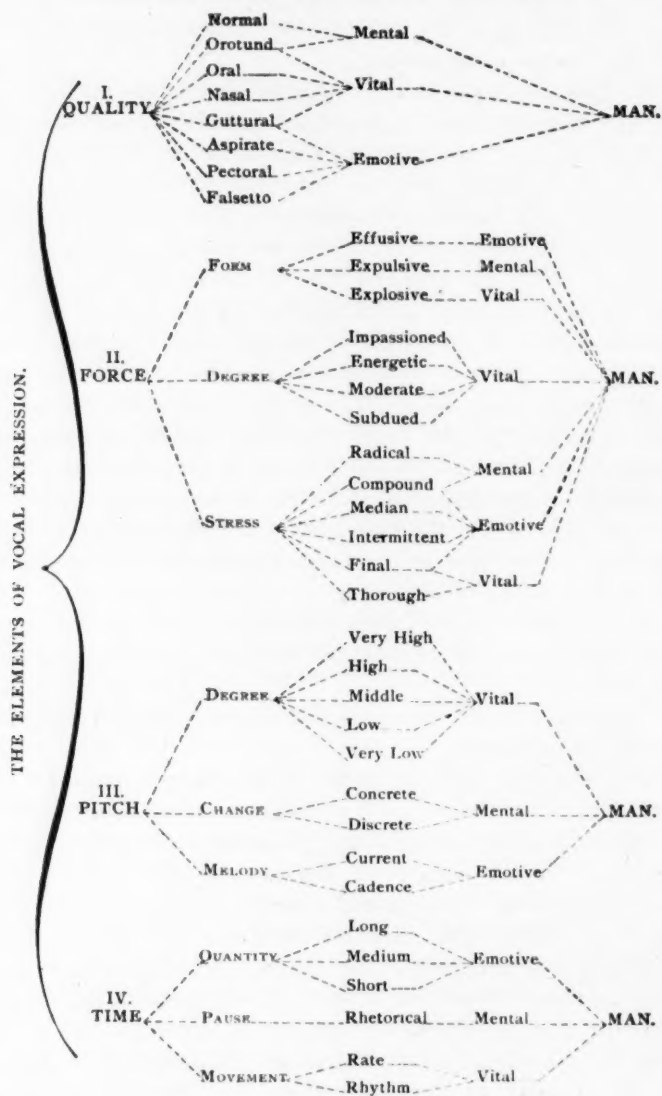 THE ELEMENTS OF VOCAL EXPRESSION.
I.
QUALITY
Normal
Orotund
Oral
Nasal
Guttural
Aspirate
Pectoral
Falsetto
Mental
Vital
Emotive
MAN.
II.
FORCE
FORM
Effusive
Expulsive
Explosive
Emotive
Mental
Vital
DEGREE
Impassioned
Energetic
Moderate
Subdued
Vital
MAN.
STRESS
Radical
Compound
Median
Intermittent
Final
Thorough
Mental
Emotive
Vital
III.
PITCH
DEGREE
Very High
High
Middle
Low
Very Low
Vital
CHANGE
Concrete
Discrete
Mental
MAN.
MELODY
Current
Cadence
Emotive
IV.
TIME
QUANTITY
Long
Medium
Short
Emotive
PAUSE
Rhetorical
Mental
MAN.
MOVEMENT
Rate
Rhythm
Vital